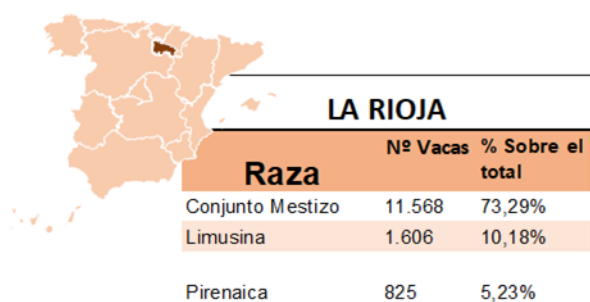 LA RIOJA
Raza Nº Vacas % Sobre el total
Conjunto Mestizo 11.568 73,29%
Limusina 1.606 10,18%
Pirenaica 825 5,23%